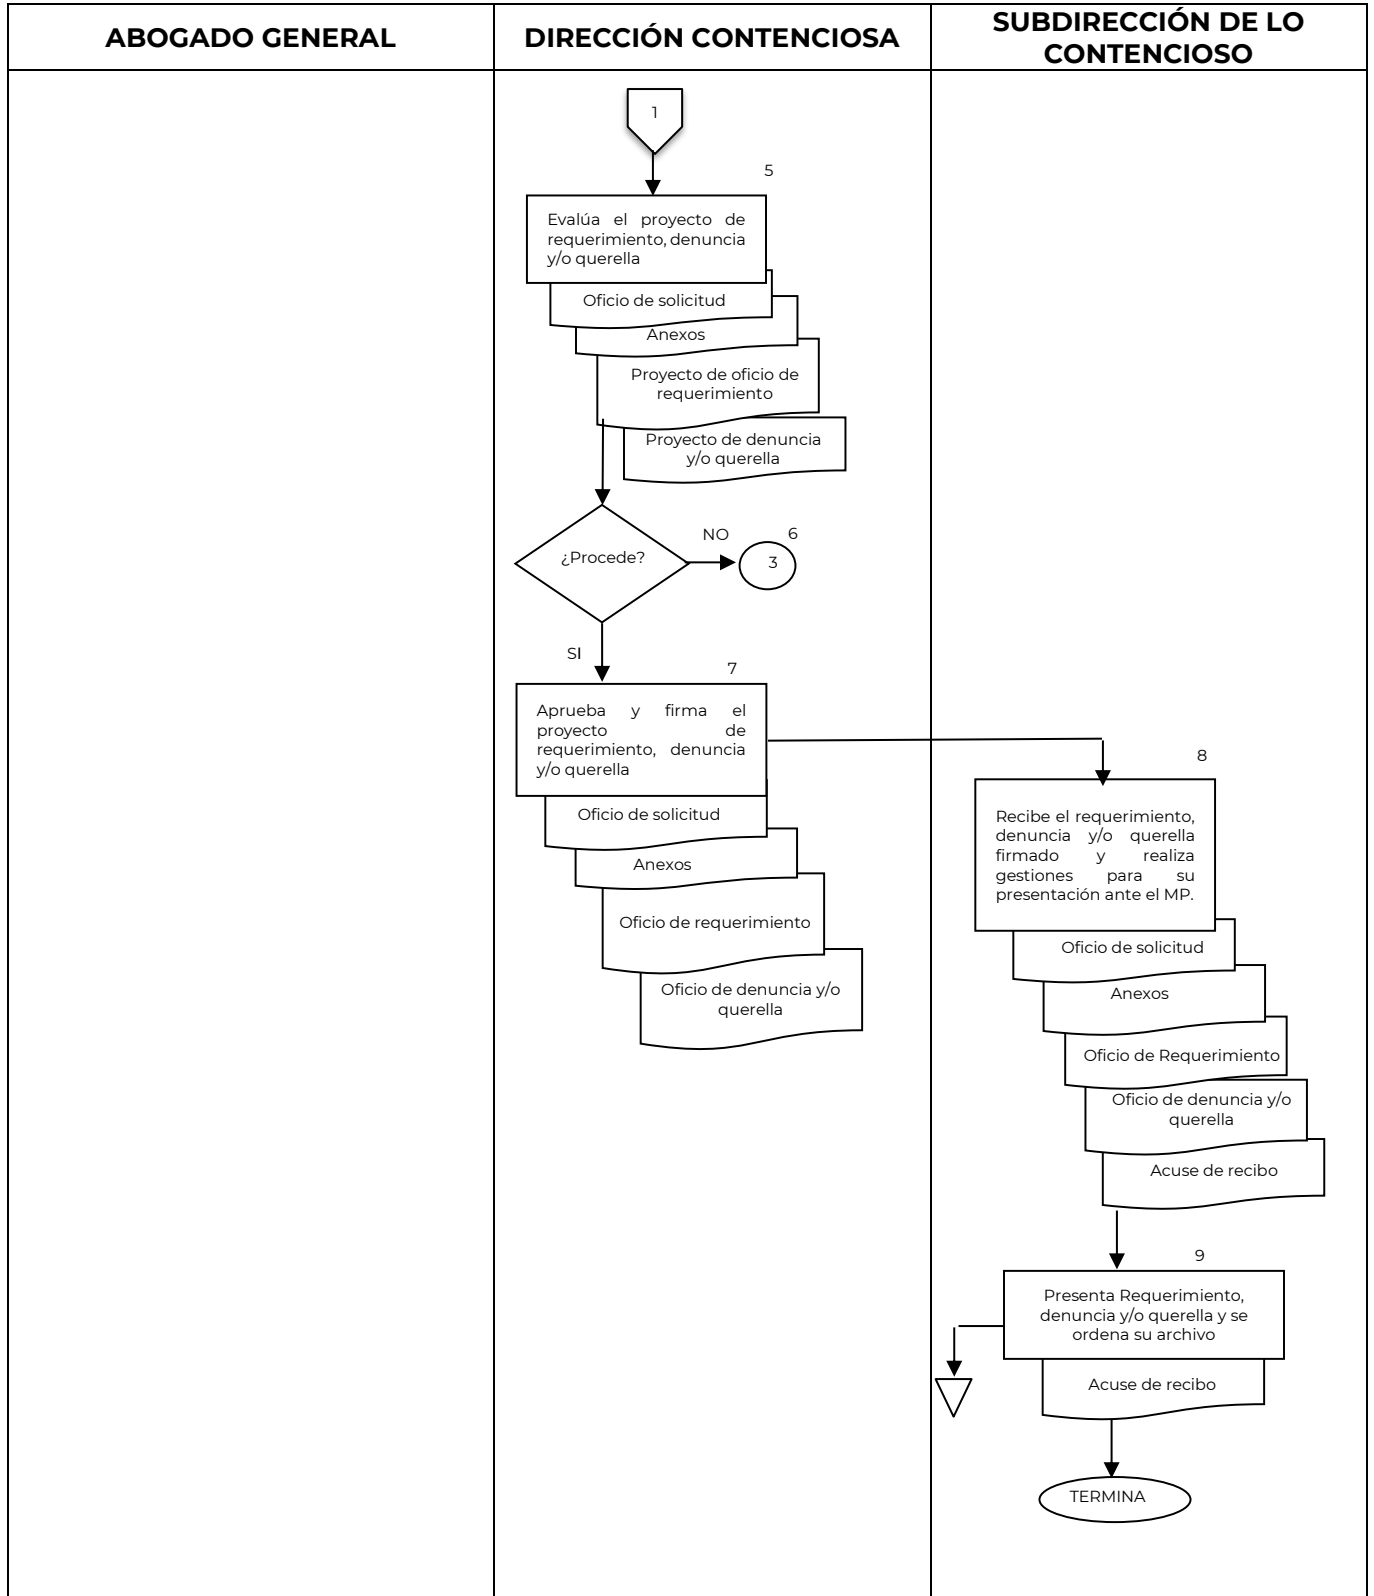 ABOGADO GENERAL
DIRECCIÓN CONTENCIOSA
SUBDIRECCIÓN DE LO
CONTENCIOSO
1
5
Evalúa el proyecto de
requerimiento, denuncia
y/o querella
Oficio de solicitud
Anexos
Proyecto de oficio de
requerimiento
Proyecto de denuncia
y/o querella
¿Procede?
NO
6
3
SI
7
Aprueba y firma el
proyecto de
requerimiento, denuncia
y/o querella
Oficio de solicitud
Anexos
Oficio de requerimiento
Oficio de denuncia y/o
querella
8
Recibe el requerimiento,
denuncia y/o querella
firmado y realiza
gestiones para su
presentación ante el MP.
Oficio de solicitud
Anexos
Oficio de Requerimiento
Oficio de denuncia y/o
querella
Acuse de recibo
9
Presenta Requerimiento,
denuncia y/o querella y se
ordena su archivo
Acuse de recibo
TERMINA